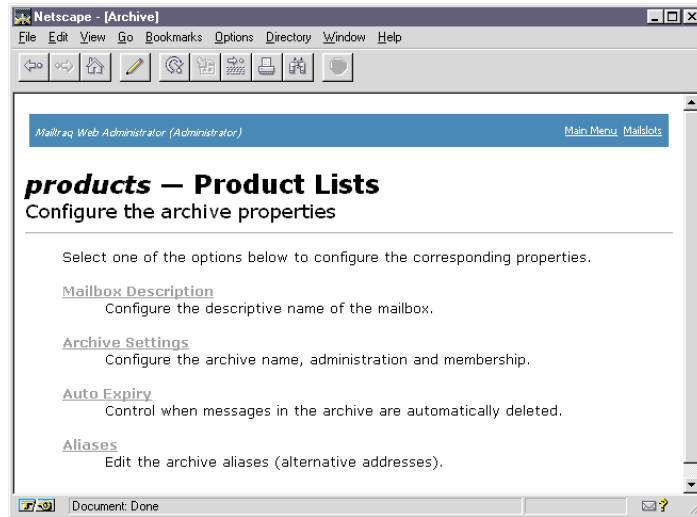 Netscape - [Archive]
File Edit View Go Bookmarks Options Directory Window Help
Mailtraq Web Administrator (Administrator)
Main Menu Mailslots
products — Product Lists
Configure the archive properties
Select one of the options below to configure the corresponding properties.
Mailbox Description
Configure the descriptive name of the mailbox.
Archive Settings
Configure the archive name, administration and membership.
Auto Expiry
Control when messages in the archive are automatically deleted.
Aliases
Edit the archive aliases (alternative addresses).
Document: Done